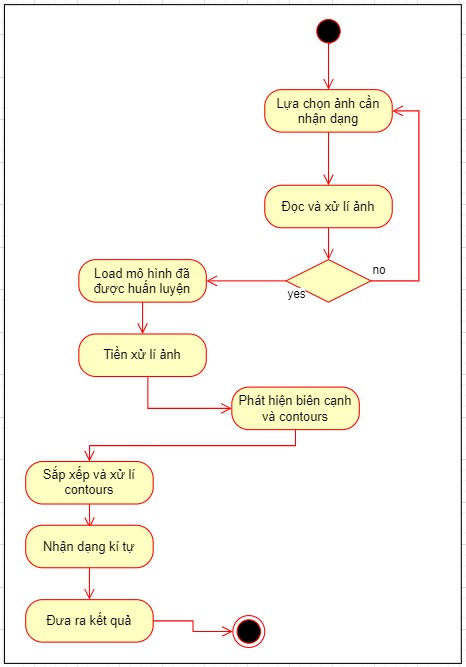 Lựa chọn ảnh cần
nhận dạng
Đọc và xử lí ảnh
no
yes
Load mô hình đã
được huấn luyện
Tiền xử lí ảnh
Phát hiện biên cạnh
và contours
Sắp xếp và xử lí
contours
Nhận dạng kí tự
Đưa ra kết quả